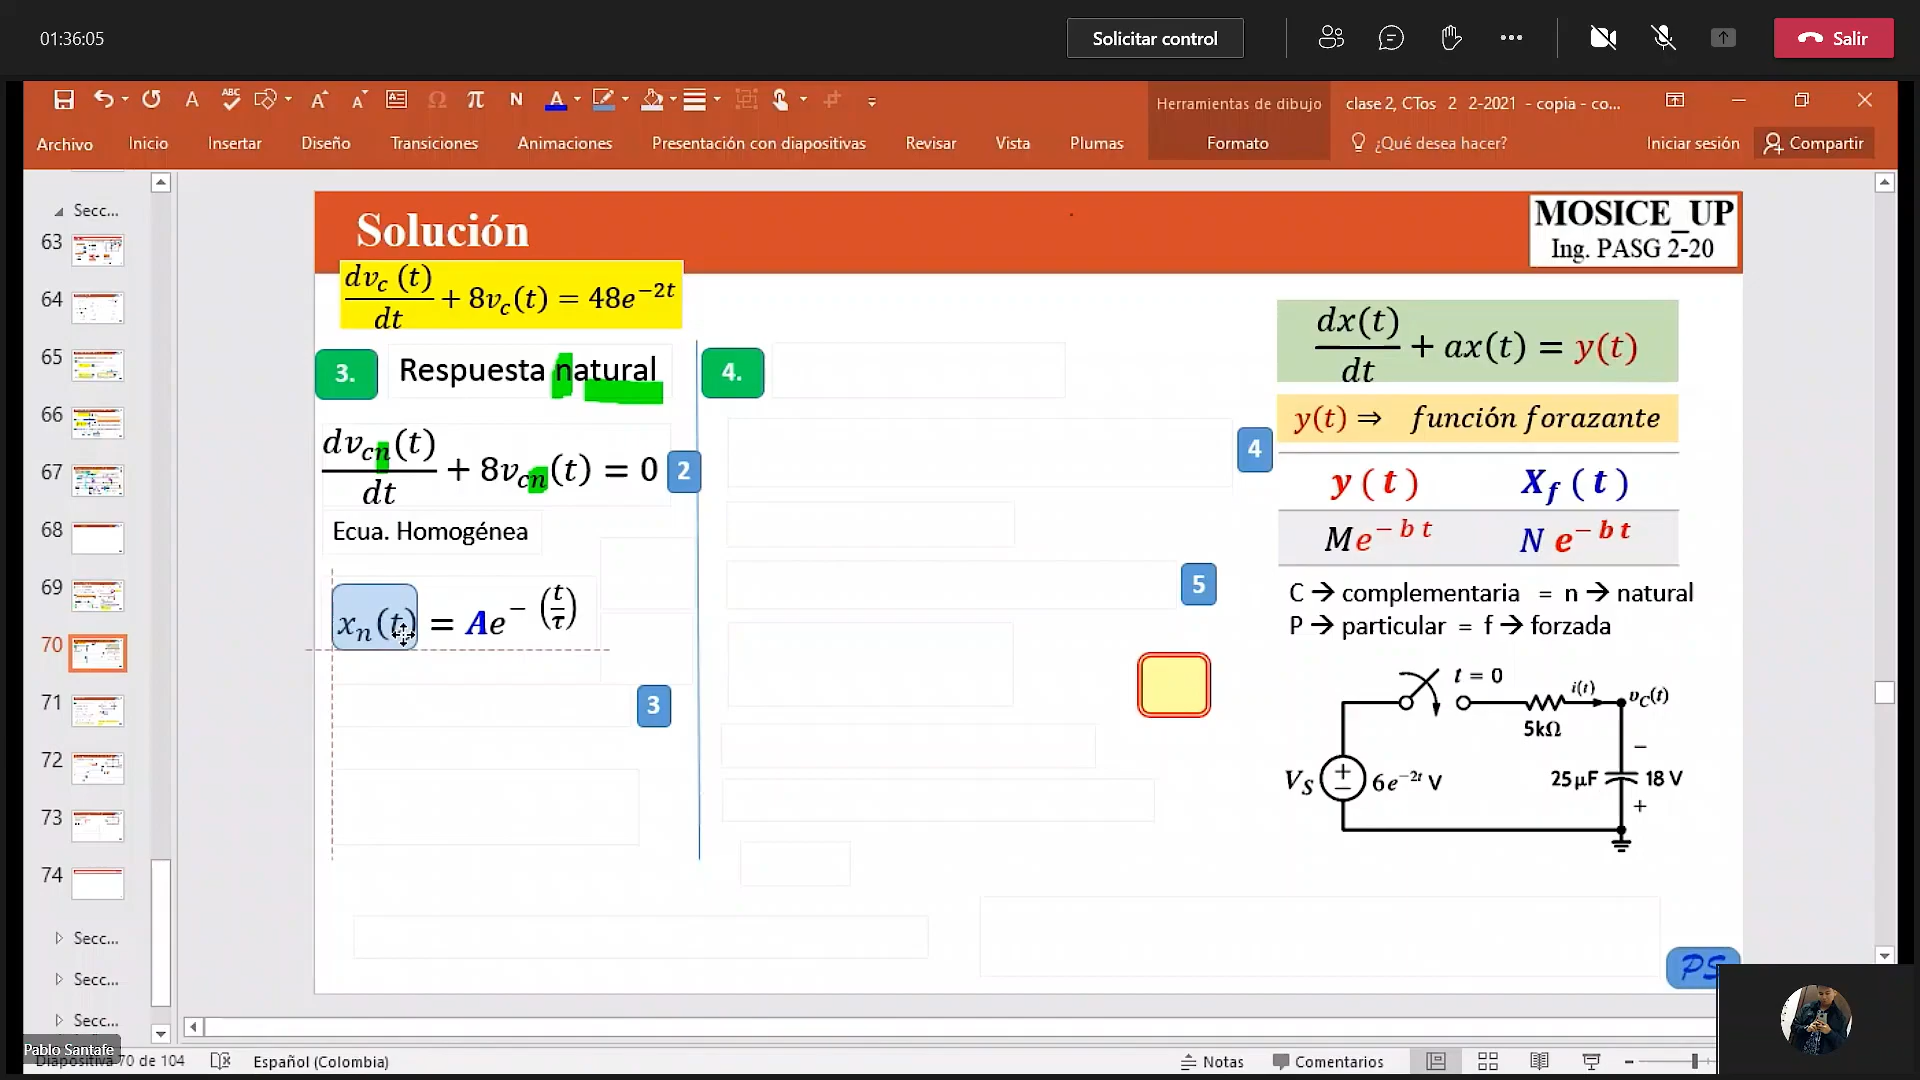 01:36:05
Solicitar control
Salir
Herramientas de dibujo
clase 2, CTos 2 2-2021 - copia - co...
Archivo
Inicio
Insertar
Diseño
Transiciones
Animaciones
Presentación con diapositivas
Revisar
Vista
Plumas
Formato
¿Qué desea hacer?
Iniciar sesión
Compartir
Secc...
63
64
65
66
67
68
69
70
71
72
73
74
Secc...
Secc...
Secc...
Solución
MOSICE_UP
Ing. PASG 2-20
dv_c (t)/dt + 8v_c(t) = 48e^{-2t}
3.
Respuesta natural
4.
dv_{cn}(t)/dt + 8v_{cn}(t) = 0
2
Ecua. Homogénea
x_n(t) = Ae^{-(t/τ)}
3
4
5
dx(t)/dt + ax(t) = y(t)
y(t) ⇒ función forazante
y ( t ) X_f ( t )
Me^{- b t} N e^{- b t}
C → complementaria = n → natural
P → particular = f → forzada
t = 0
i(t)
v_C(t)
5kΩ
−
V_S
+
−
6e^{-2t} V
25 μF
18 V
+
PS
Pablo Santafe
Diapositiva 70 de 104
Español (Colombia)
Notas
Comentarios